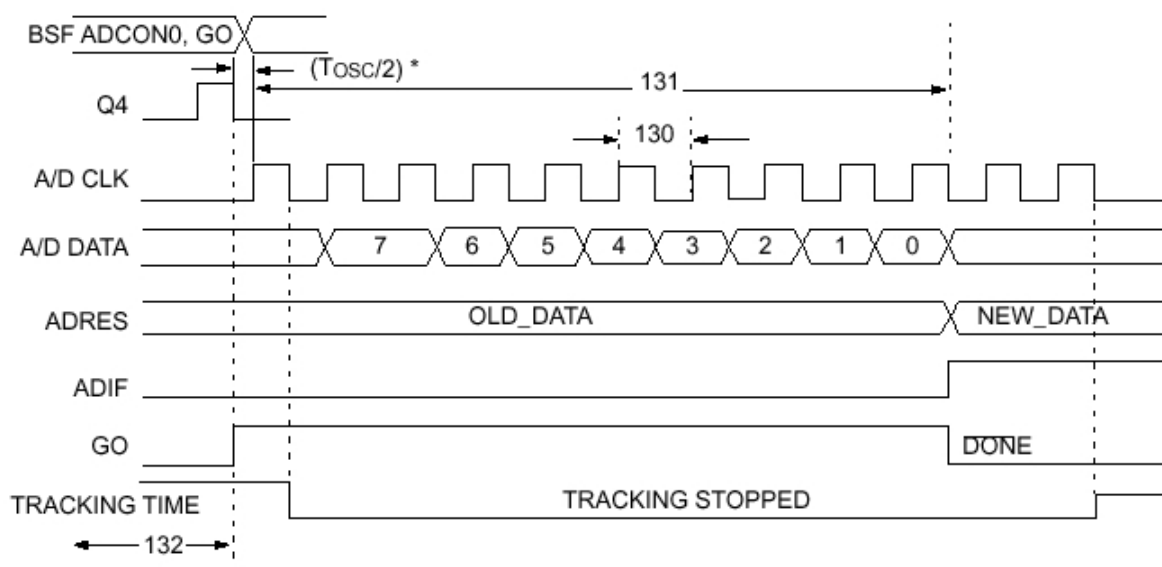 BSF ADCON0, GO
(TOSC/2) *
131
Q4
130
A/D CLK
A/D DATA 7 6 5 4 3 2 1 0
ADRES OLD_DATA NEW_DATA
ADIF
GO DONE
TRACKING TIME TRACKING STOPPED
132